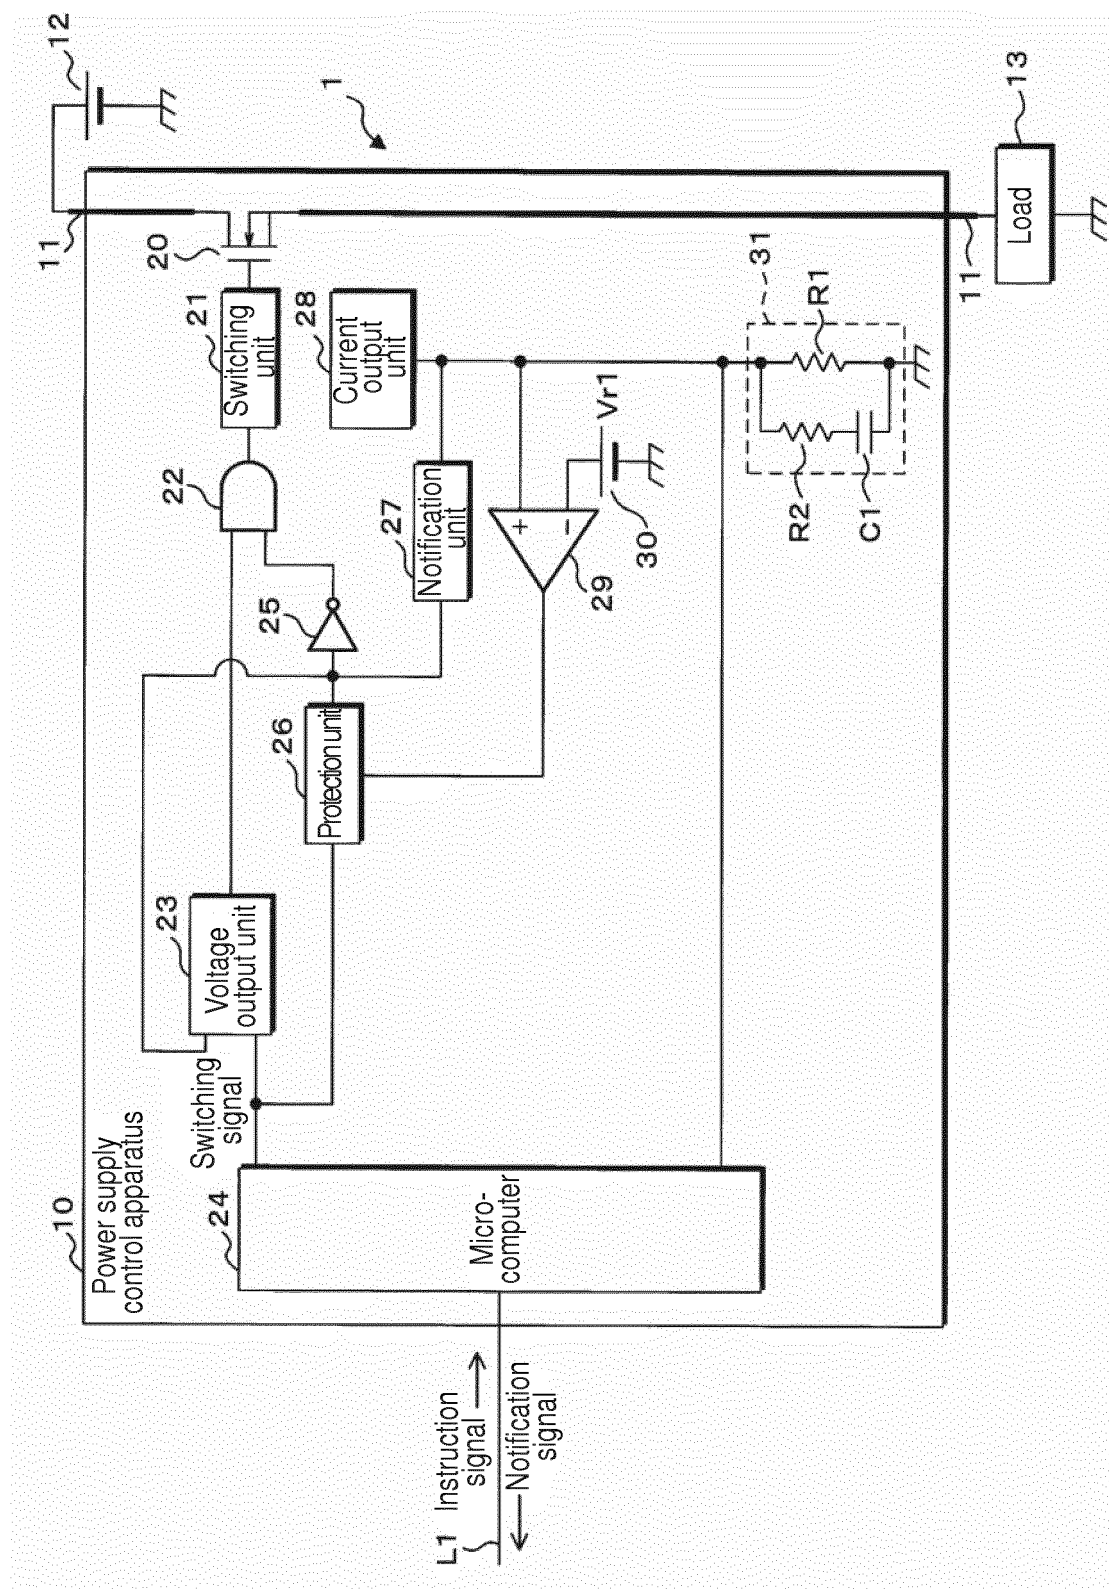 10
Power supply
control apparatus
1
12
11
20
21
Switching
unit
22
23
Voltage
output unit
Switching
signal
24
Micro-
computer
25
26
Protection unit
27
Notification
unit
28
Current
output
unit
29
+
−
30
Vr1
31
R1
R2
C1
11
13
Load
L1
Instruction
signal
Notification
signal